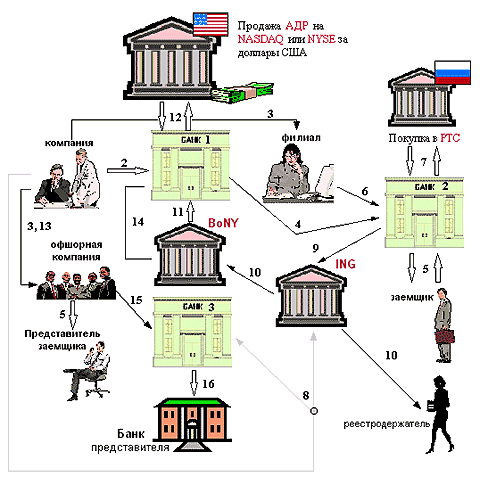 Продажа АДР на
NASDAQ или NYSE за
доллары США
12
3
компания
БАНК 1
филиал
Покупка в РТС
7
2
6
БАНК 2
3, 13
14
11
BoNY
4
9
офшорная
компания
10
ING
5
5
15
БАНК 3
заемщик
Представитель
заемщика
10
16
8
Банк
представителя
реестродержатель